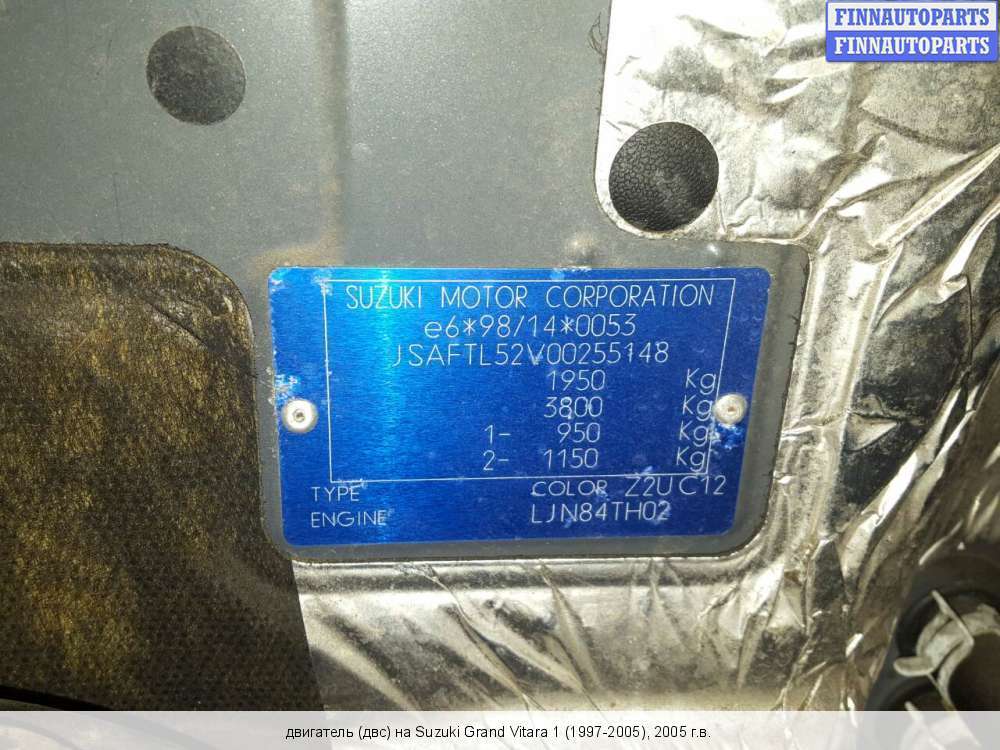 FINNAUTOPARTS
FINNAUTOPARTS
SUZUKI MOTOR CORPORATION
e6*98/14*0053
JSAFTL52V00255148
1950 Kg
3800 Kg
1- 950 Kg
2- 1150 Kg
TYPE COLOR Z2U C12
ENGINE LJN84TH02
двигатель (двс) на Suzuki Grand Vitara 1 (1997-2005), 2005 г.в.